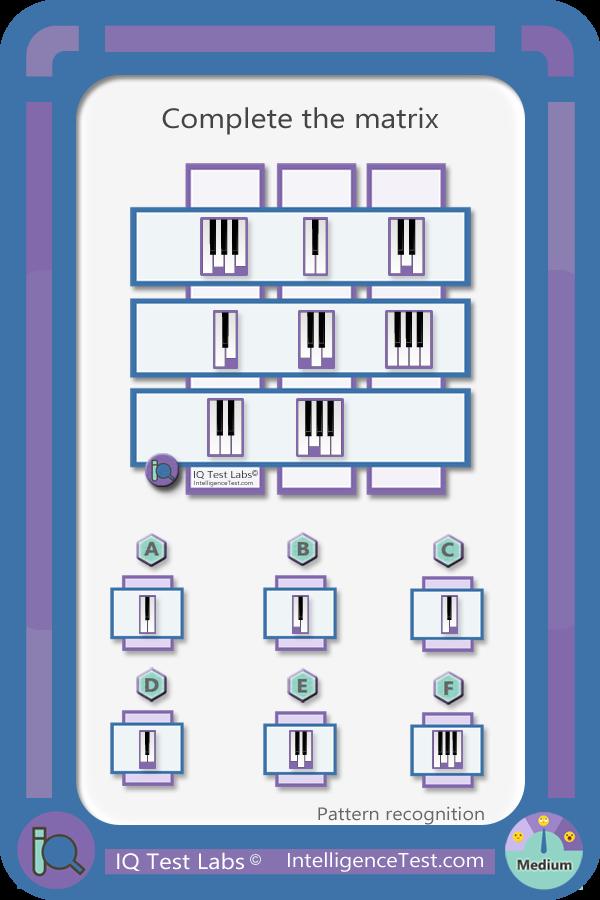 Complete the matrix
IQ Test Labs©
IntelligenceTest.com
A
B
C
D
E
F
Pattern recognition
IQ Test Labs © IntelligenceTest.com
Medium